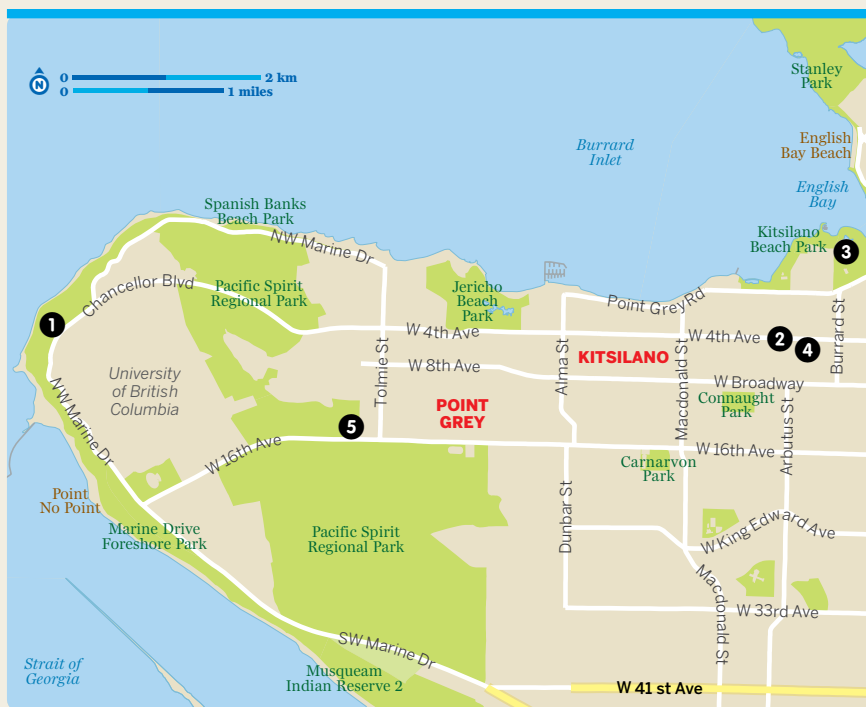 Stanley
Park
N
0 2 km
0 1 miles
English
Bay Beach
Burrard
Inlet
English
Bay
Spanish Banks
Beach Park
Kitsilano
Beach Park
3
NW Marine Dr
Chancellor Blvd
Pacific Spirit
Regional Park
Jericho
Beach
Park
Point Grey Rd
1
W 4th Ave
W 4th Ave
2
4
Burrard St
Tolmie St
Alma St
Macdonald St
KITSILANO
W 8th Ave
W Broadway
University
of British
Columbia
Connaught
Park
NW Marine Dr
POINT
GREY
5
Arbutus St
W 16th Ave
W 16th Ave
Carnarvon
Park
Point
No Point
Dunbar St
Marine Drive
Foreshore Park
Pacific Spirit
Regional Park
W King Edward Ave
Macdonald St
W 33rd Ave
SW Marine Dr
Strait of
Georgia
Musqueam
Indian Reserve 2
W 41 st Ave